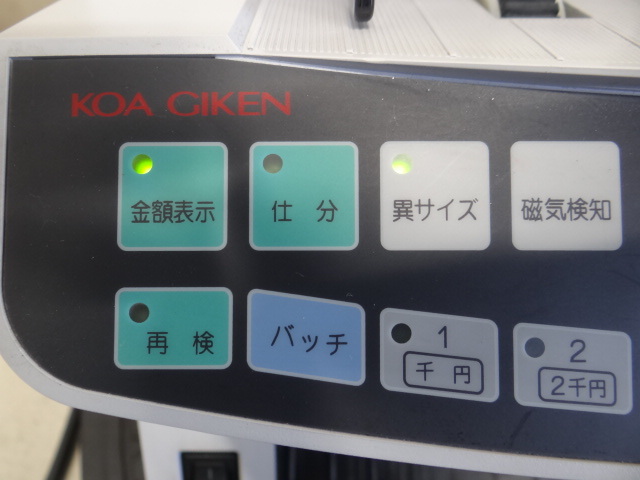 KOA GIKEN
金額表示
仕分
異サイズ
磁気検知
再検
バッチ
1
千円
2
2千円